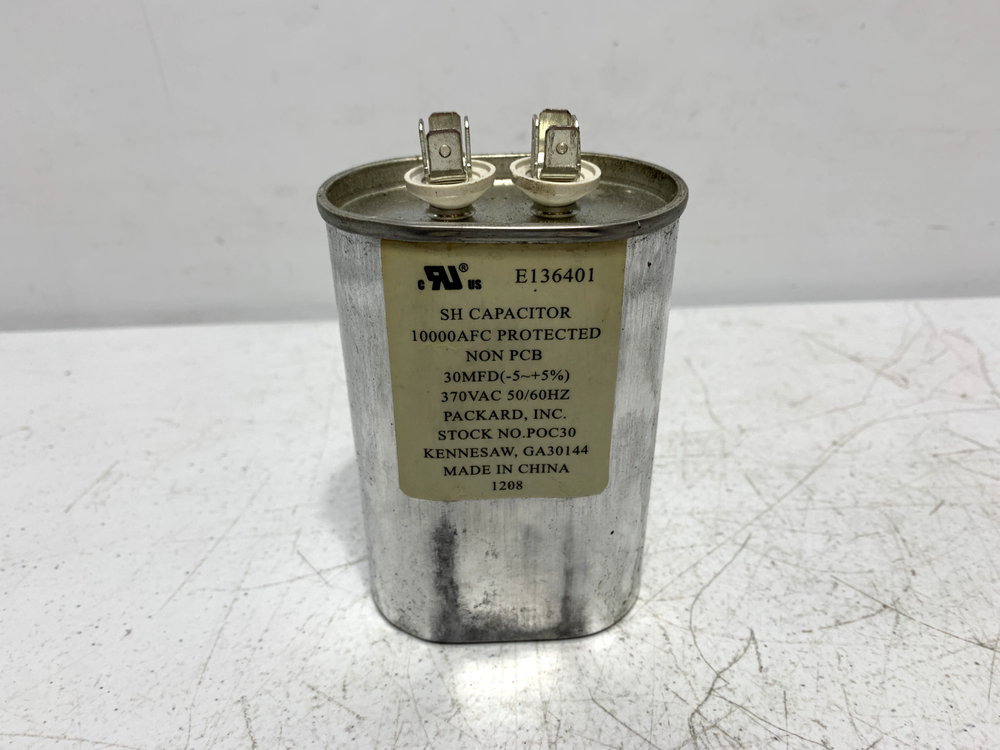 c RU ® US E136401
SH CAPACITOR
10000AFC PROTECTED
NON PCB
30MFD(-5~+5%)
370VAC 50/60HZ
PACKARD, INC.
STOCK NO.POC30
KENNESAW, GA30144
MADE IN CHINA
1208